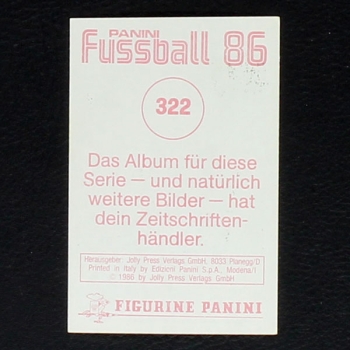 PANINI
Fussball 86
322
Das Album für diese
Serie — und natürlich
weitere Bilder — hat
dein Zeitschriften-
händler.
Herausgeber: Jolly Press Verlags GmbH, 8033 Planegg/D
Printed in Italy by Edizioni Panini S.p.A., Modena/I
© 1986 by Jolly Press Verlags GmbH
FIGURINE PANINI